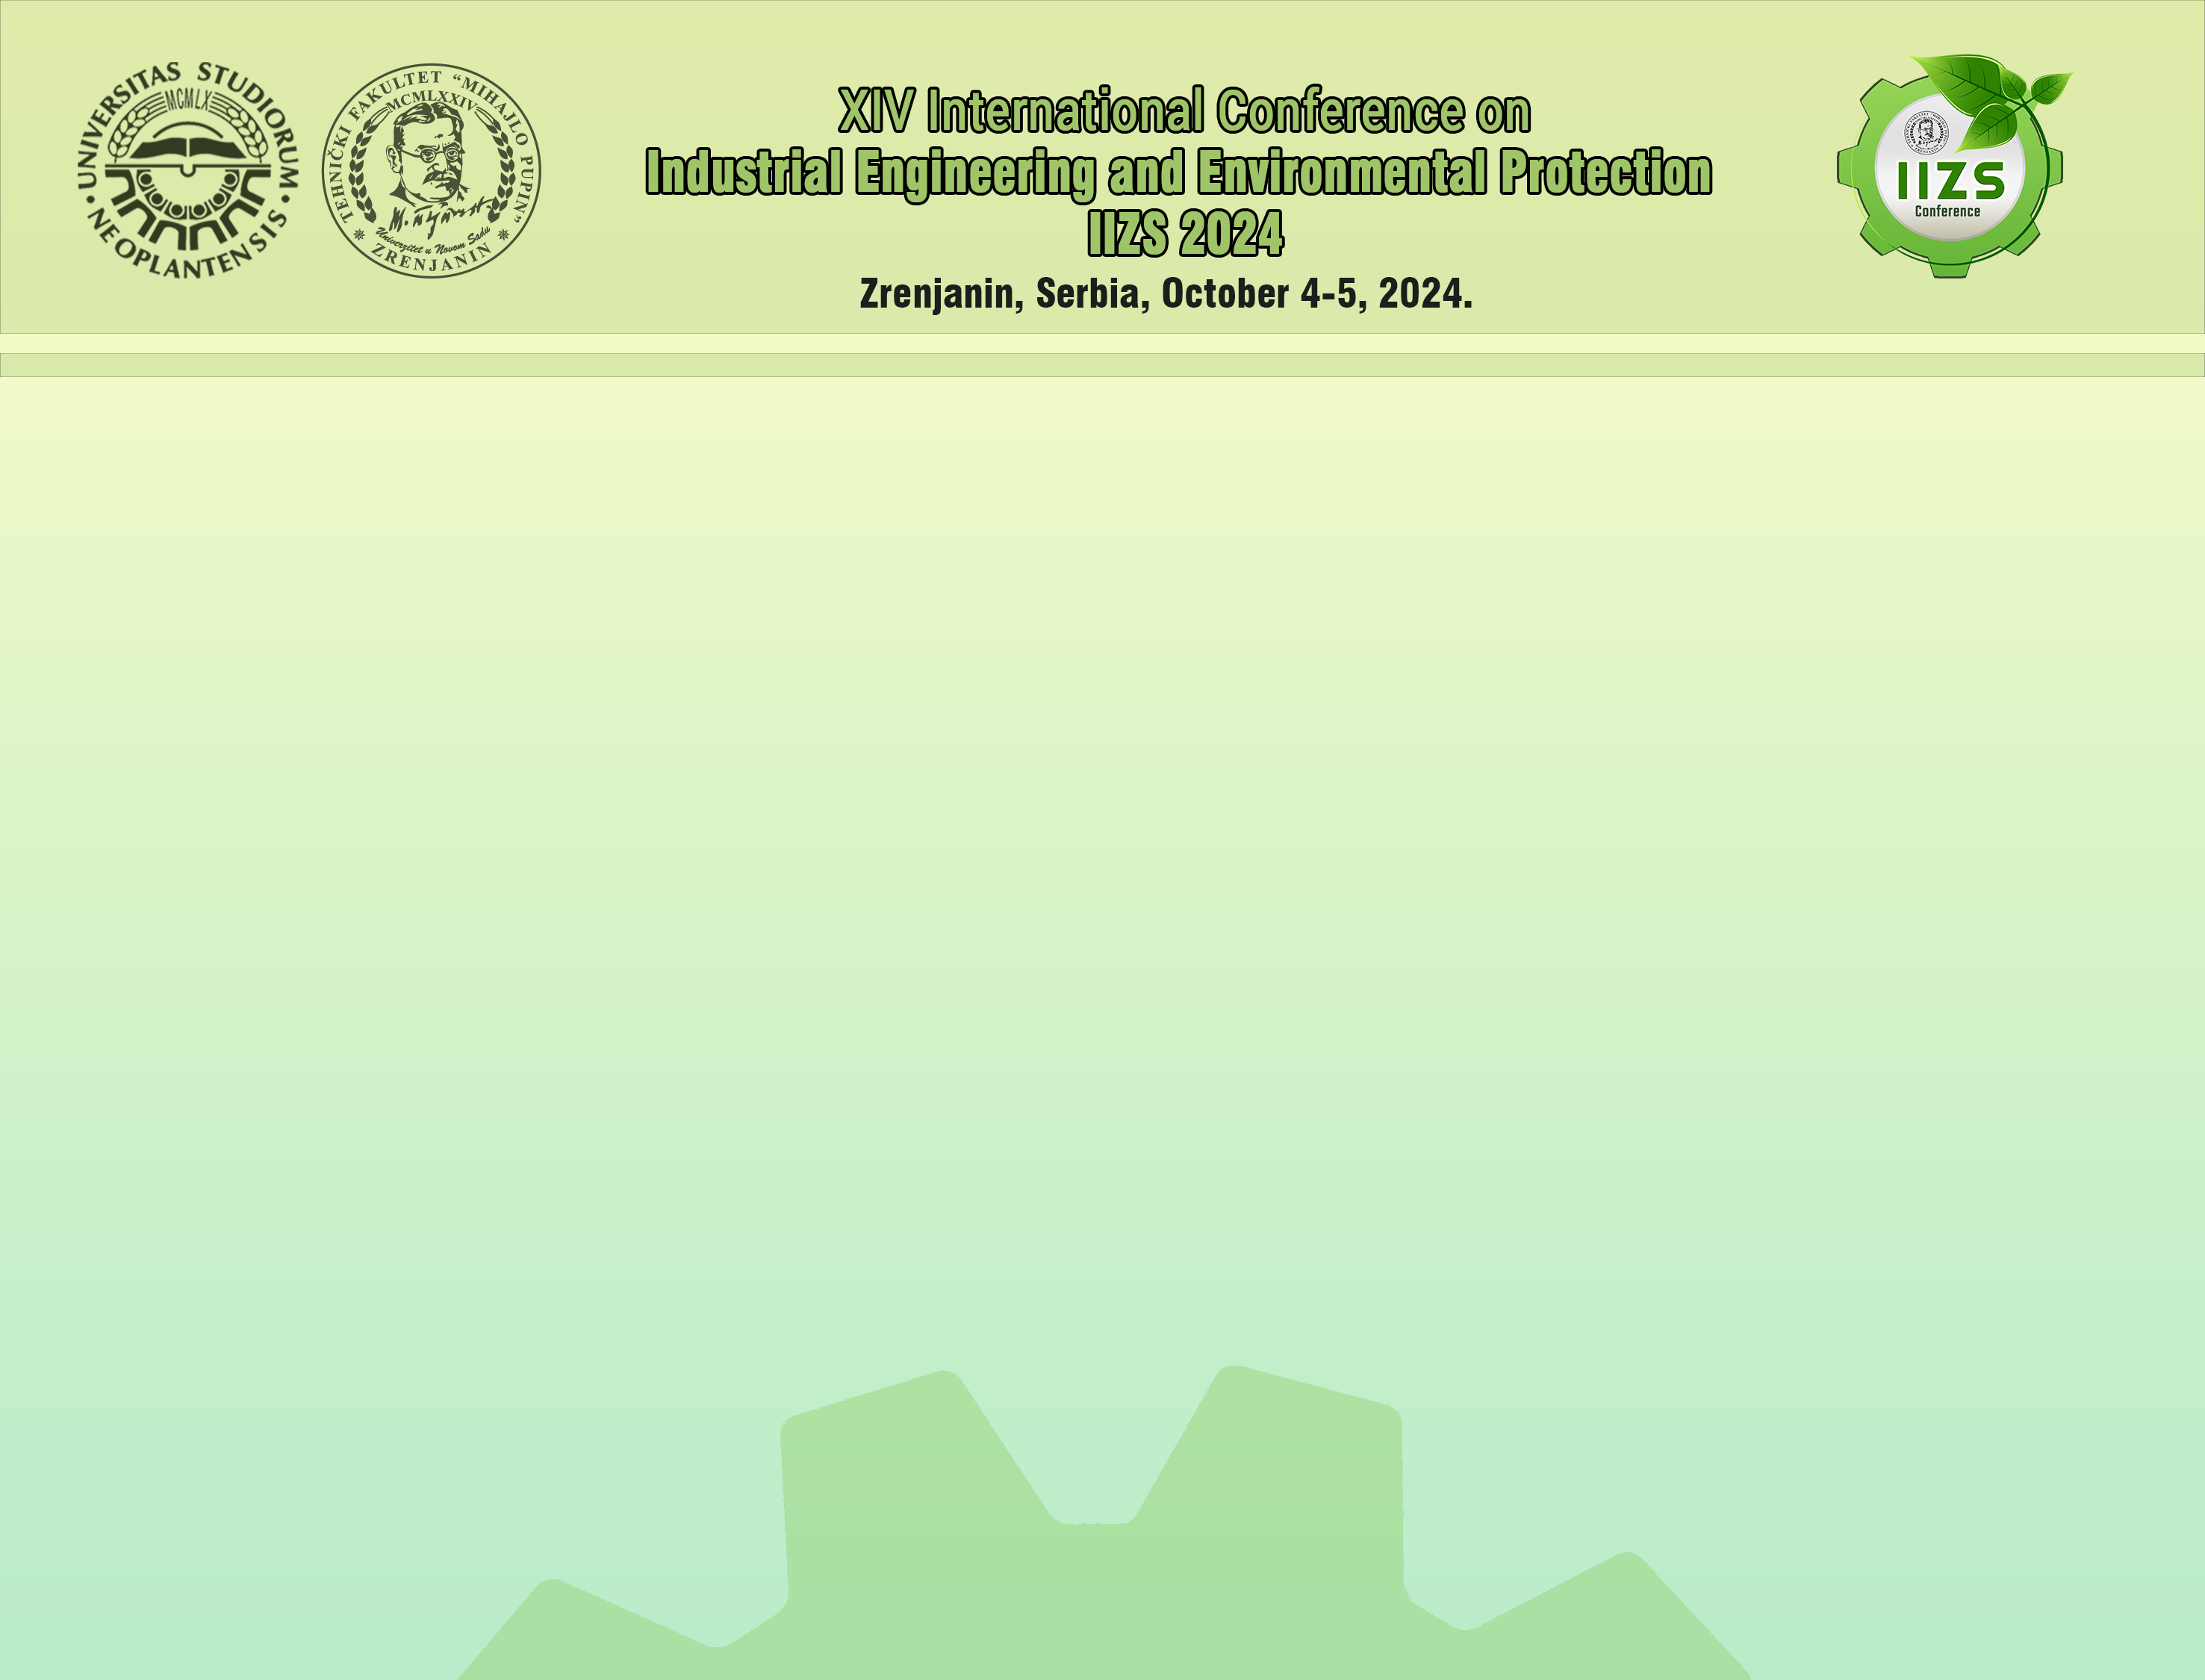 UNIVERSITAS STUDIORUM
MCMLX
• NEOPLANTENSIS •
TEHNIČKI FAKULTET “MIHAJLO PUPIN”
MCMLXXIV
Univerzitet u Novom Sadu
ZRENJANIN
XIV International Conference on
Industrial Engineering and Environmental Protection
IIZS 2024
Zrenjanin, Serbia, October 4-5, 2024.
IIZS
Conference